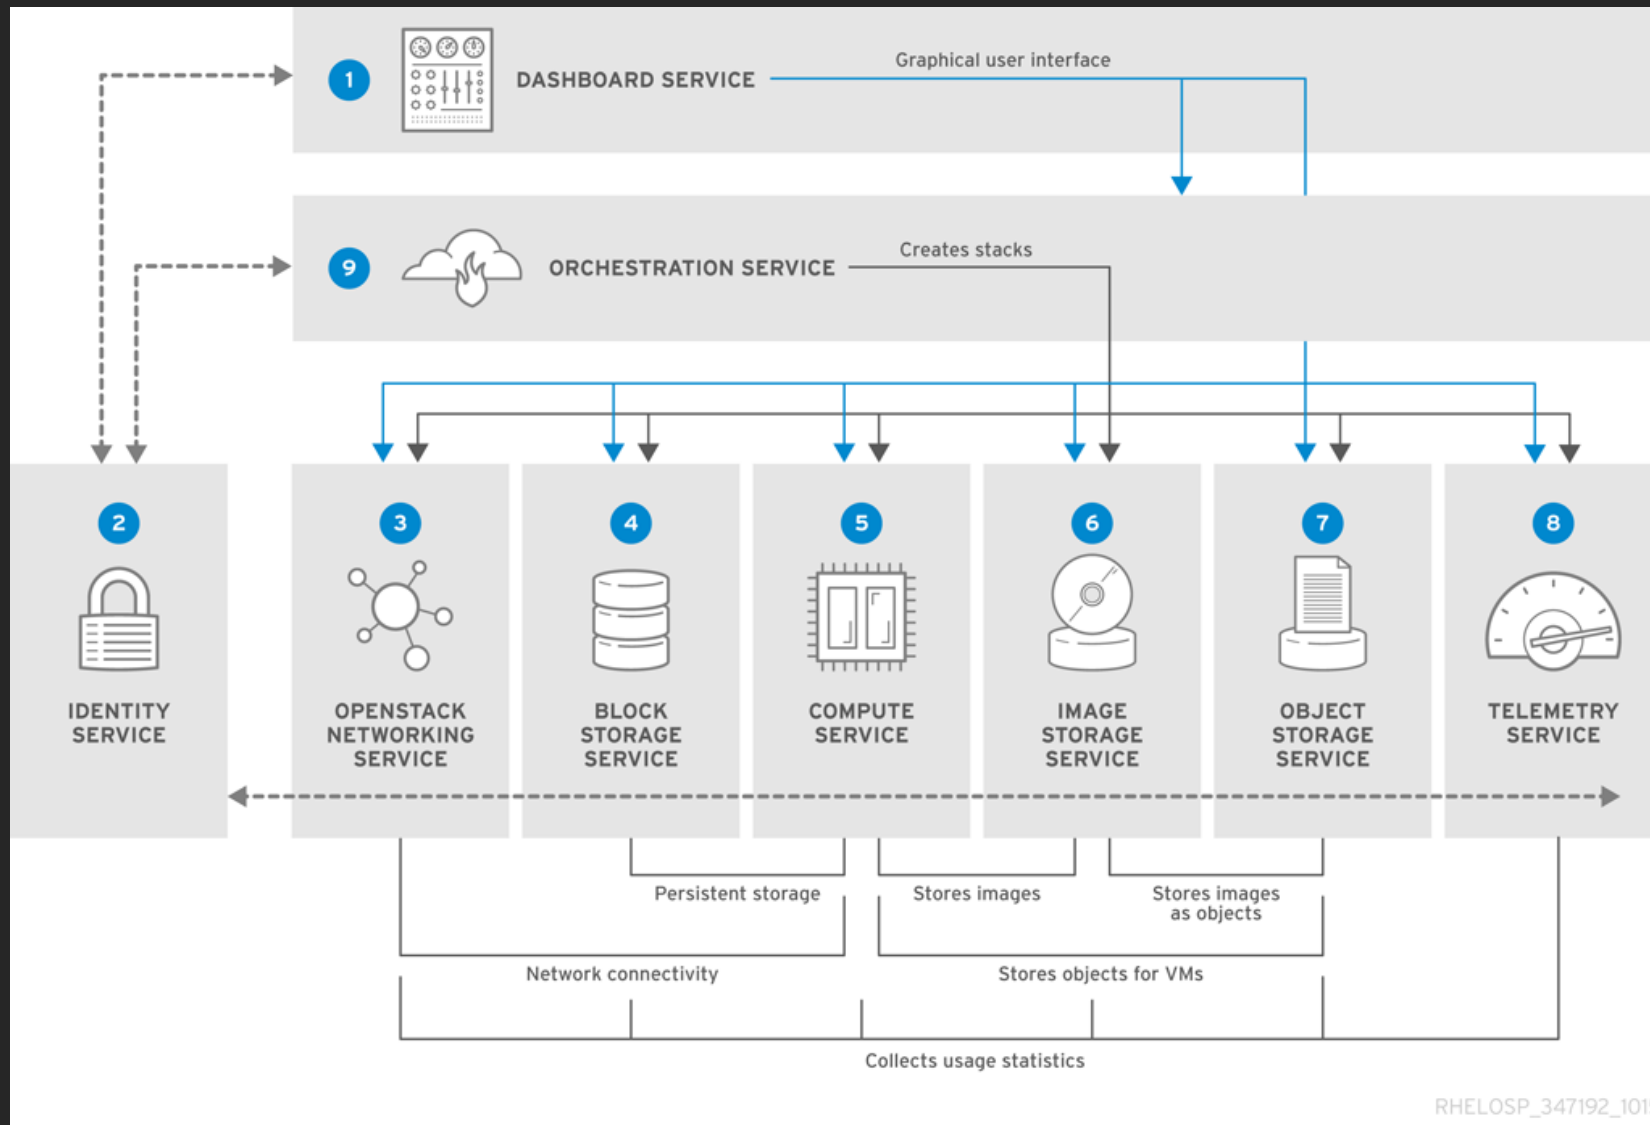 1
DASHBOARD SERVICE
Graphical user interface
9
ORCHESTRATION SERVICE
Creates stacks
2
IDENTITY
SERVICE
3
OPENSTACK
NETWORKING
SERVICE
4
BLOCK
STORAGE
SERVICE
5
COMPUTE
SERVICE
6
IMAGE
STORAGE
SERVICE
7
OBJECT
STORAGE
SERVICE
8
TELEMETRY
SERVICE
Persistent storage
Stores images
Stores images
as objects
Network connectivity
Stores objects for VMs
Collects usage statistics
RHELOSP_347192_101